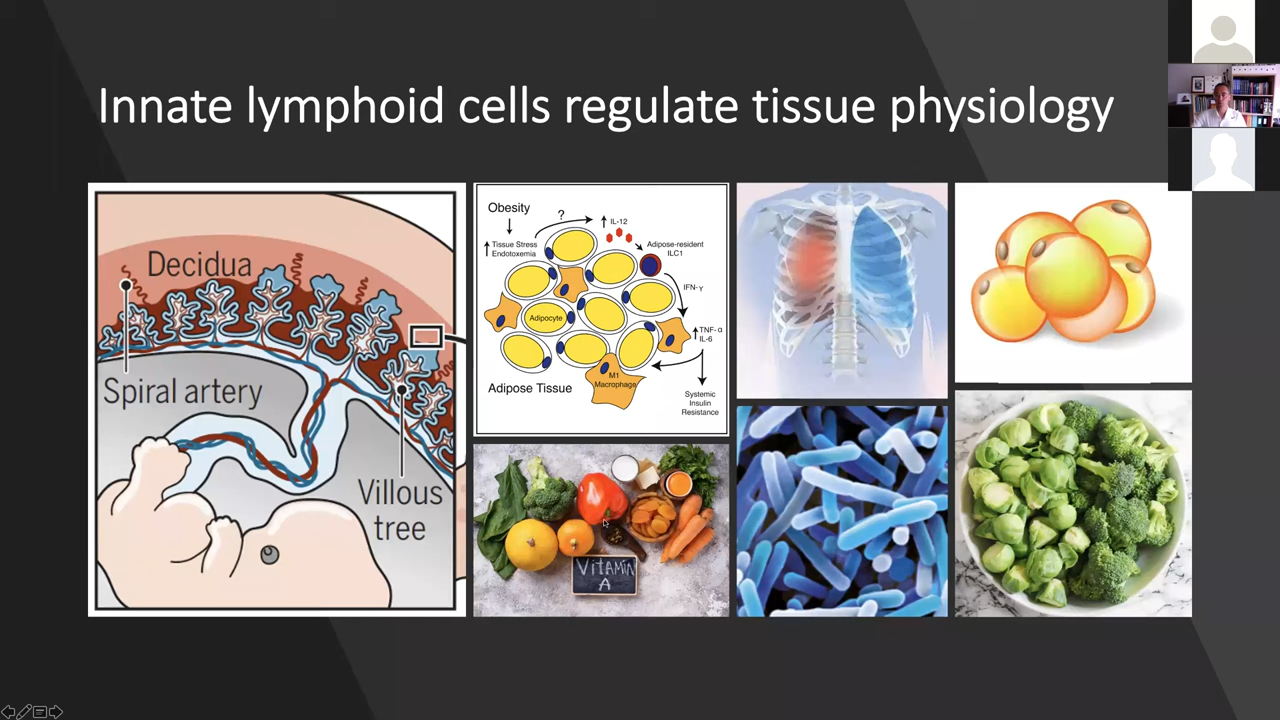 Innate lymphoid cells regulate tissue physiology
Decidua
Spiral artery
Villous
tree
Obesity
?
↑ IL-12
↑ Tissue Stress
Endotoxemia
Adipose-resident
ILC1
IFN-γ
Adipocyte
↑ TNF-α
IL-6
M1
Macrophage
Adipose Tissue
Systemic
Insulin
Resistance
VITAMIN
A